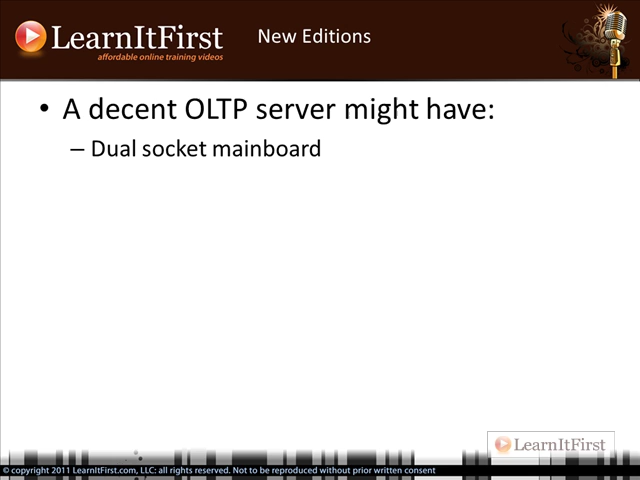 LearnItFirst
affordable online training videos
New Editions
• A decent OLTP server might have:
– Dual socket mainboard
LearnItFirst
© copyright 2011 LearnItFirst.com, LLC: all rights reserved. Not to be reproduced without prior written consent